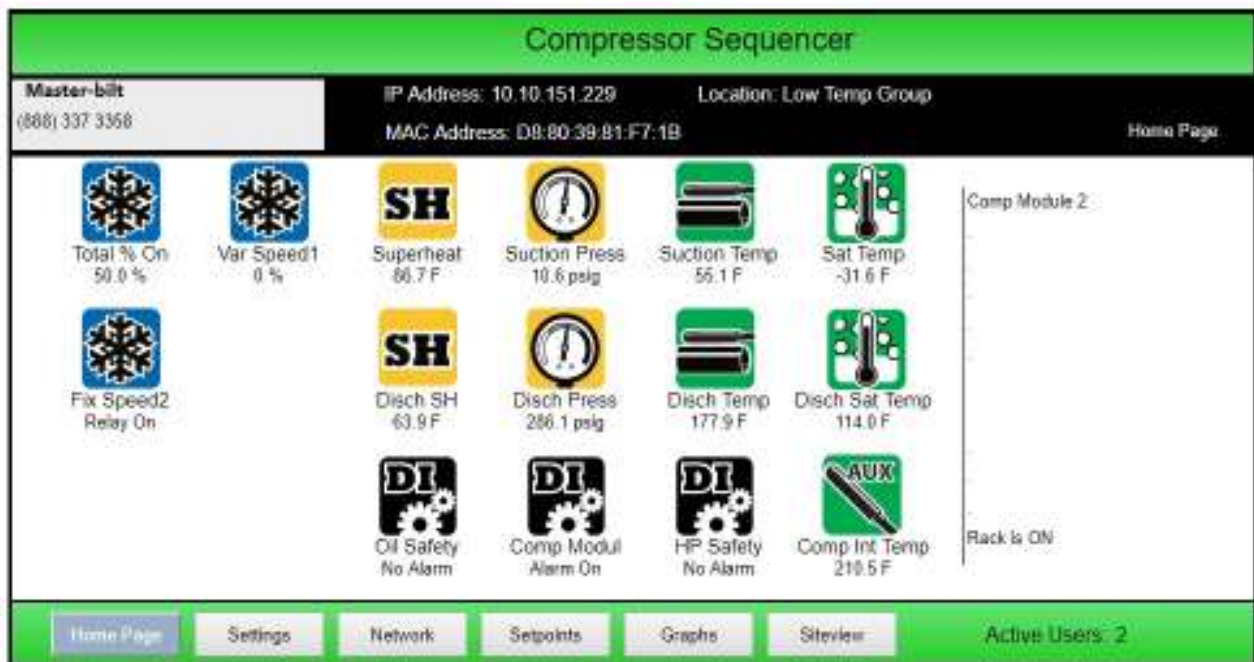 Compressor Sequencer
Master-bilt
(888) 337 3358
IP Address: 10.10.151.229
Location: Low Temp Group
MAC Address: D8:80:39:81:F7:1B
Home Page
Total % On
50.0 %
Var Speed1
0 %
SH
Superheat
86.7 F
Suction Press
10.6 psig
Suction Temp
55.1 F
Sat Temp
-31.6 F
Comp Module 2
Fix Speed2
Relay On
SH
Disch SH
63.9 F
Disch Press
286.1 psig
Disch Temp
177.9 F
Disch Sat Temp
114.0 F
DI
Oil Safety
No Alarm
DI
Comp Modul
Alarm On
DI
HP Safety
No Alarm
AUX
Comp Int Temp
210.5 F
Rack Is ON
Home Page
Settings
Network
Setpoints
Graphs
Siteview
Active Users: 2